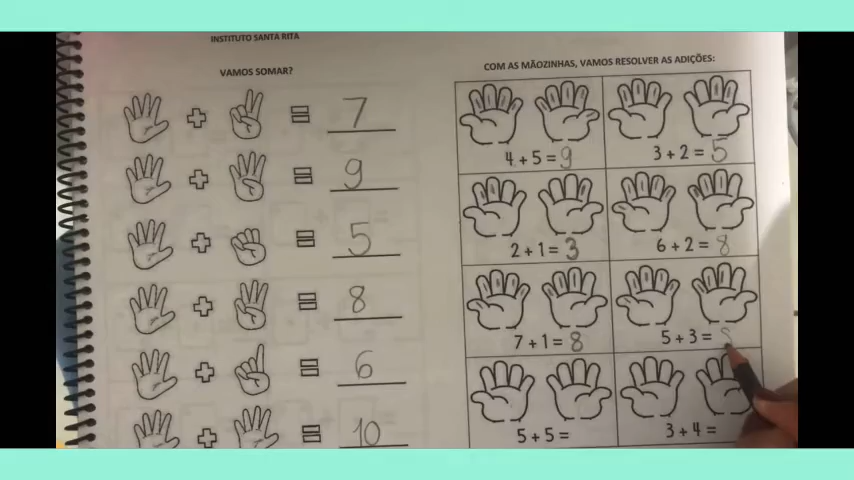 INSTITUTO SANTA RITA
VAMOS SOMAR?
+ = 7
+ = 9
+ = 5
+ = 8
+ = 6
+ = 10
COM AS MÃOZINHAS, VAMOS RESOLVER AS ADIÇÕES:
4 + 5 = 9
3 + 2 = 5
2 + 1 = 3
6 + 2 = 8
7 + 1 = 8
5 + 3 = 8
5 + 5 =
3 + 4 =